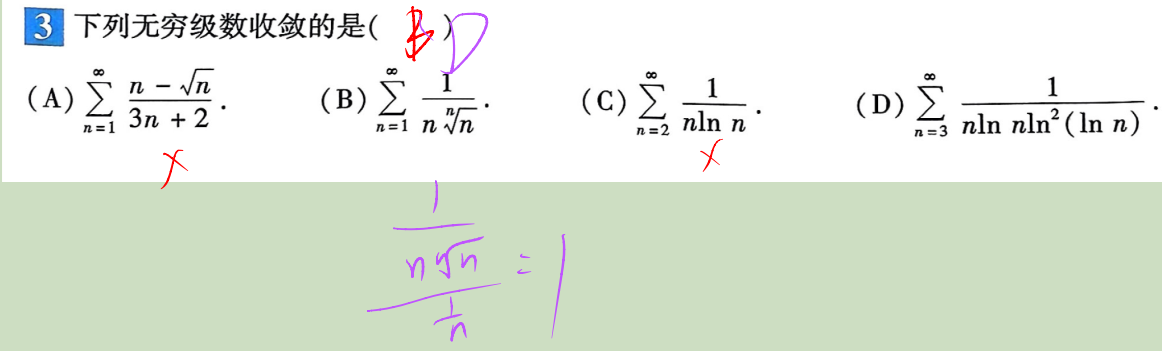 3 下列无穷级数收敛的是( B )D
(A) \sum_{n=1}^{\infty} \frac{n-\sqrt{n}}{3n+2}. (B) \sum_{n=1}^{\infty} \frac{1}{n\sqrt[n]{n}}. (C) \sum_{n=2}^{\infty} \frac{1}{n\ln n}. (D) \sum_{n=3}^{\infty} \frac{1}{n\ln n\ln^2(\ln n)}.
× ×
\frac{\frac{1}{n\sqrt[n]{n}}}{\frac{1}{n}} = 1